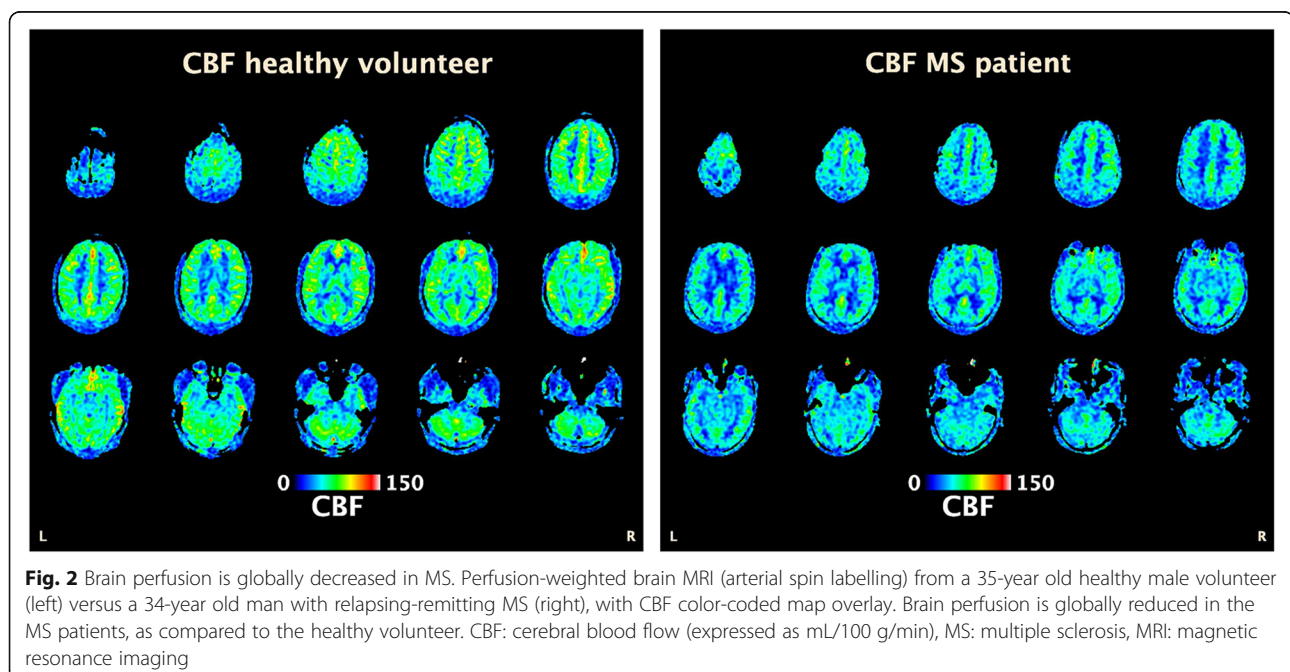 CBF healthy volunteer
0 150
CBF
L R
CBF MS patient
0 150
CBF
L R
Fig. 2 Brain perfusion is globally decreased in MS. Perfusion-weighted brain MRI (arterial spin labelling) from a 35-year old healthy male volunteer
(left) versus a 34-year old man with relapsing-remitting MS (right), with CBF color-coded map overlay. Brain perfusion is globally reduced in the
MS patients, as compared to the healthy volunteer. CBF: cerebral blood flow (expressed as mL/100 g/min), MS: multiple sclerosis, MRI: magnetic
resonance imaging